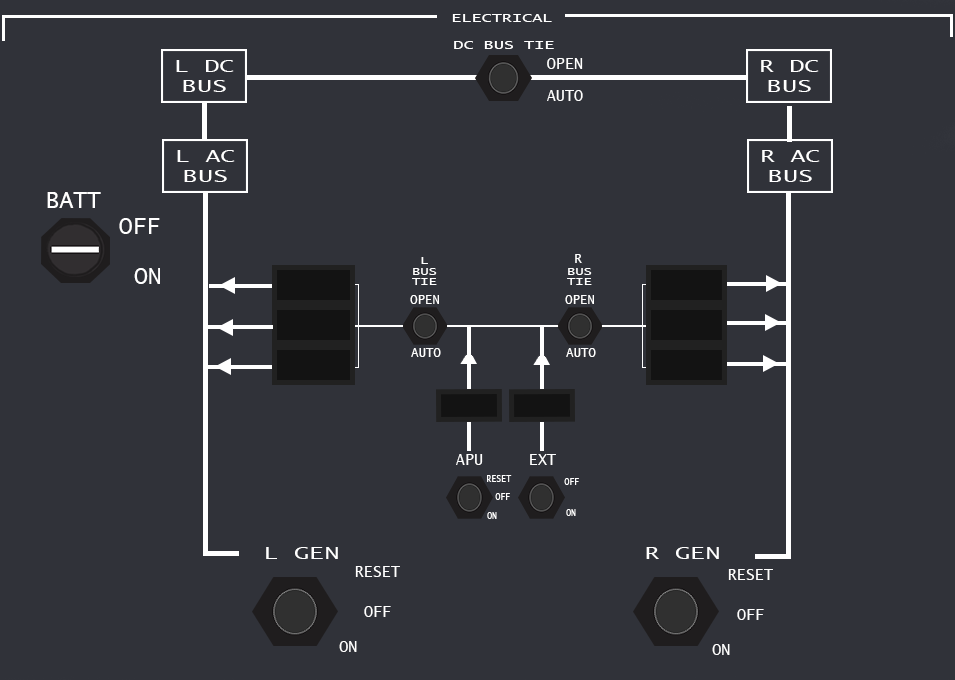 ELECTRICAL
DC BUS TIE
OPEN
AUTO
L DC
BUS
R DC
BUS
L AC
BUS
R AC
BUS
BATT
OFF
ON
L
BUS
TIE
OPEN
AUTO
R
BUS
TIE
OPEN
AUTO
APU
RESET
OFF
ON
EXT
OFF
ON
L GEN
RESET
OFF
ON
R GEN
RESET
OFF
ON